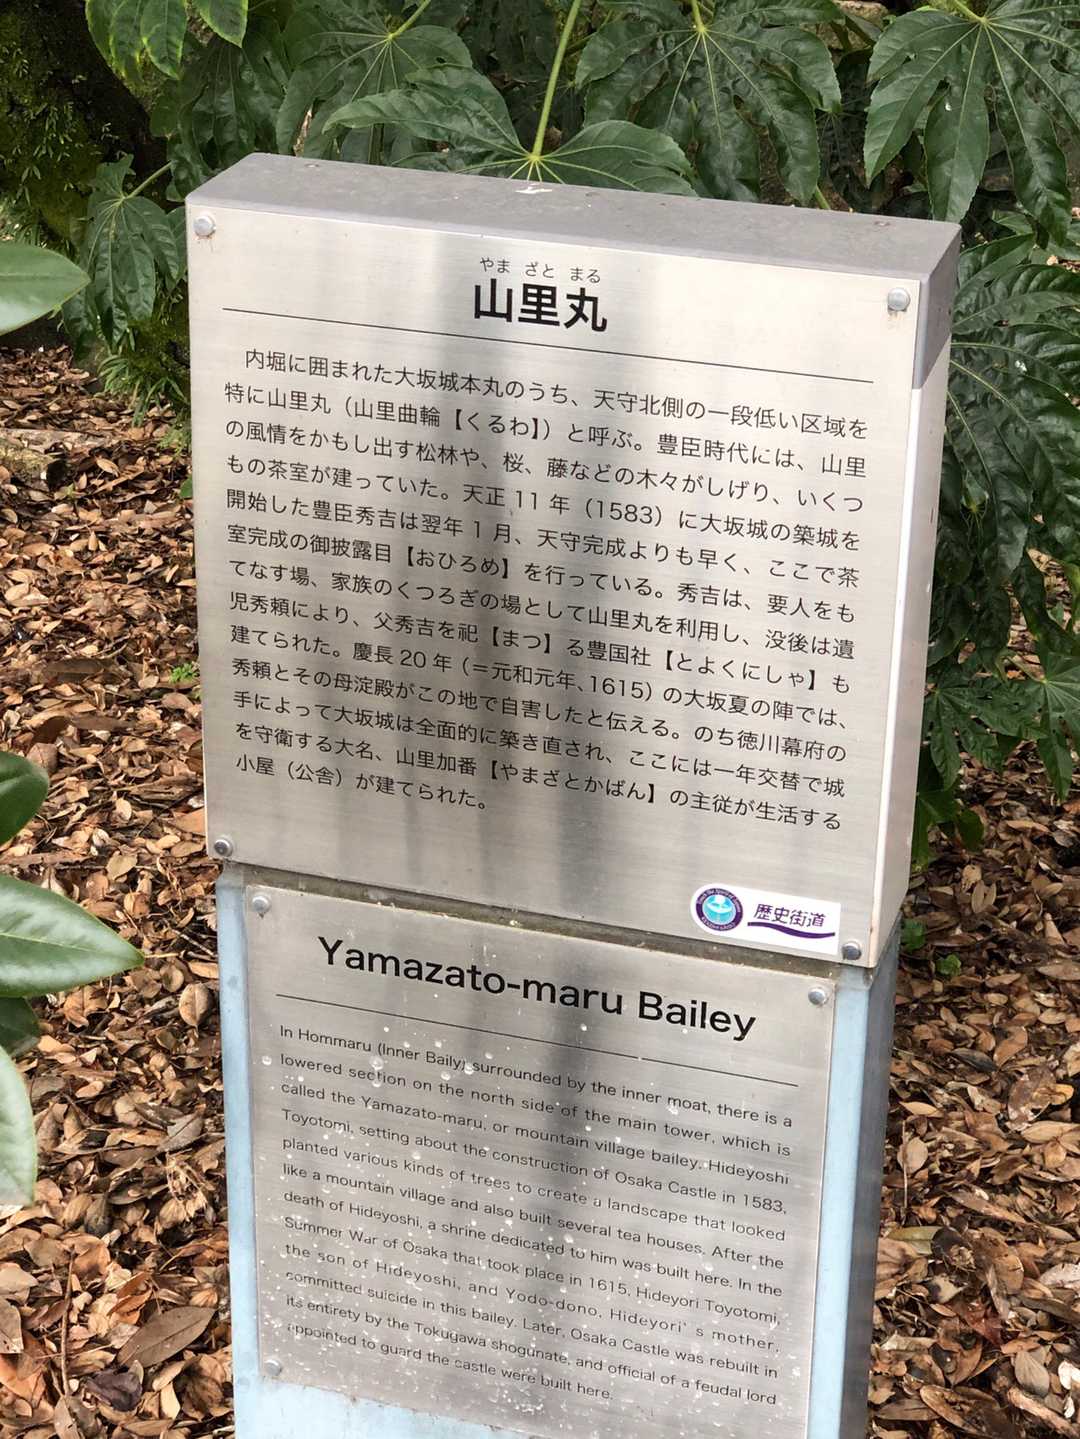 やま ざと まる
山里丸
内堀に囲まれた大坂城本丸のうち、天守北側の一段低い区域を
特に山里丸（山里曲輪【くるわ】）と呼ぶ。豊臣時代には、山里
の風情をかもし出す松林や、桜、藤などの木々がしげり、いくつ
もの茶室が建っていた。天正 11 年（1583）に大坂城の築城を
開始した豊臣秀吉は翌年 1 月、天守完成よりも早く、ここで茶
室完成の御披露目【おひろめ】を行っている。秀吉は、要人をも
てなす場、家族のくつろぎの場として山里丸を利用し、没後は遺
児秀頼により、父秀吉を祀【まつ】る豊国社【とよくにしゃ】も
建てられた。慶長 20 年（＝元和元年、1615）の大坂夏の陣では、
秀頼とその母淀殿がこの地で自害したと伝える。のち徳川幕府の
手によって大坂城は全面的に築き直され、ここには一年交替で城
を守衛する大名、山里加番【やまざとかばん】の主従が生活する
小屋（公舎）が建てられた。
歴史街道
Yamazato-maru Bailey
In Hommaru (Inner Baily) surrounded by the inner moat, there is a
lowered section on the north side of the main tower, which is
called the Yamazato-maru, or mountain village bailey. Hideyoshi
Toyotomi, setting about the construction of Osaka Castle in 1583,
planted various kinds of trees to create a landscape that looked
like a mountain village and also built several tea houses. After the
death of Hideyoshi, a shrine dedicated to him was built here. In the
Summer War of Osaka that took place in 1615, Hideyori Toyotomi,
the son of Hideyoshi, and Yodo-dono, Hideyori's mother,
committed suicide in this bailey. Later, Osaka Castle was rebuilt in
its entirety by the Tokugawa shogunate, and official of a feudal lord
appointed to guard the castle were built here.